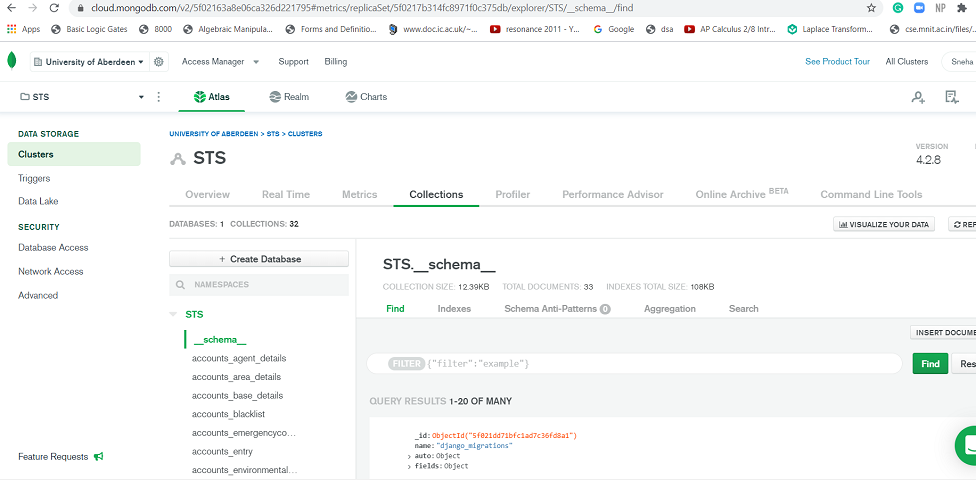 cloud.mongodb.com/v2/5f02163a8e06ca326d221795#metrics/replicaSet/5f0217b314fc8971f0c375db/explorer/STS/__schema__/find
Apps Basic Logic Gates 8000 Algebraic Manipula... Forms and Definitio... www.doc.ic.ac.uk/~... resonance 2011 - Y... Google dsa AP Calculus 2/8 Intr... Laplace Transform... cse.mnit.ac.in/files/...
University of Aberdeen Access Manager Support Billing See Product Tour All Clusters Sneha
STS Atlas Realm Charts
DATA STORAGE
Clusters
Triggers
Data Lake
SECURITY
Database Access
Network Access
Advanced
Feature Requests
UNIVERSITY OF ABERDEEN > STS > CLUSTERS
STS
VERSION
4.2.8
Overview Real Time Metrics Collections Profiler Performance Advisor Online Archive BETA Command Line Tools
DATABASES: 1 COLLECTIONS: 32
VISUALIZE YOUR DATA
REF
+ Create Database
NAMESPACES
STS
__schema__
accounts_agent_details
accounts_area_details
accounts_base_details
accounts_blacklist
accounts_emergencyco...
accounts_entry
accounts_environmental...
STS.__schema__
COLLECTION SIZE: 12.39KB TOTAL DOCUMENTS: 33 INDEXES TOTAL SIZE: 108KB
Find Indexes Schema Anti-Patterns 0 Aggregation Search
INSERT DOCUME
FILTER {"filter":"example"}
Find Res
QUERY RESULTS 1-20 OF MANY
_id: ObjectId("5f021dd71bfc1ad7c36fd8a1")
name: "django_migrations"
> auto: Object
> fields: Object